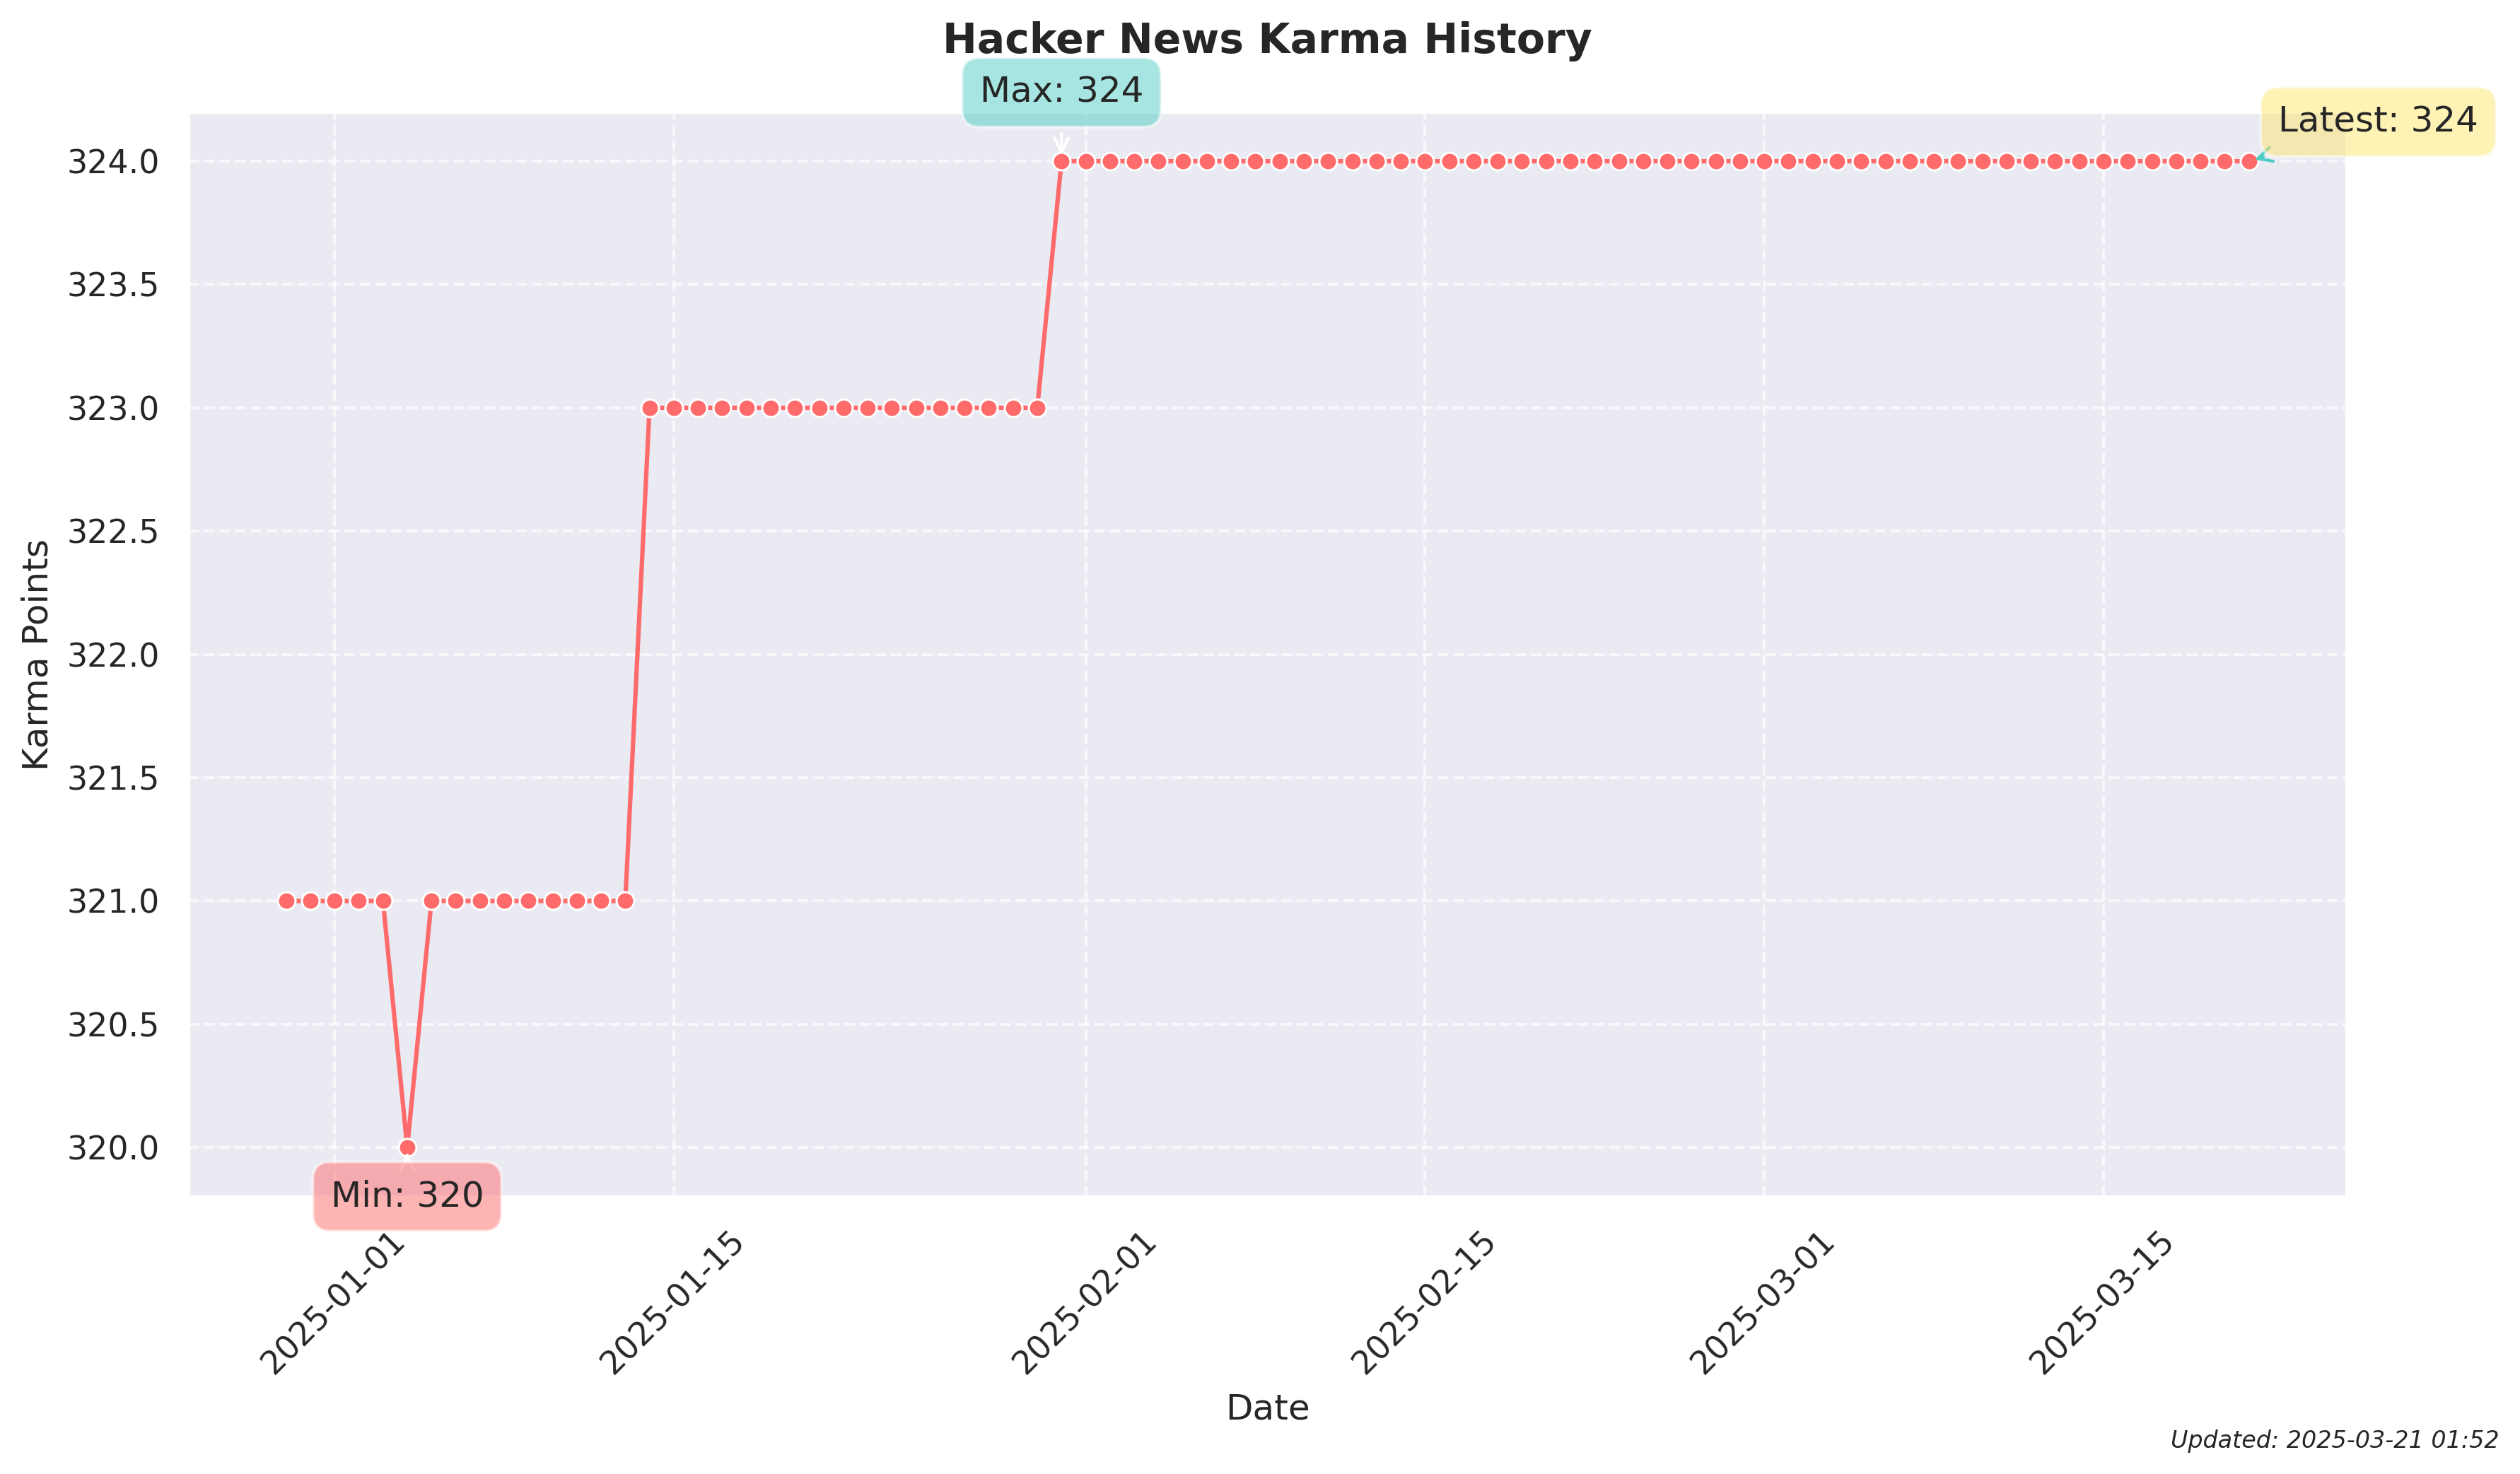 Hacker News Karma History
Max: 324
Latest: 324
324.0
323.5
323.0
322.5
322.0
321.5
321.0
320.5
320.0
Karma Points
Min: 320
2025-01-01
2025-01-15
2025-02-01
2025-02-15
2025-03-01
2025-03-15
Date
Updated: 2025-03-21 01:52